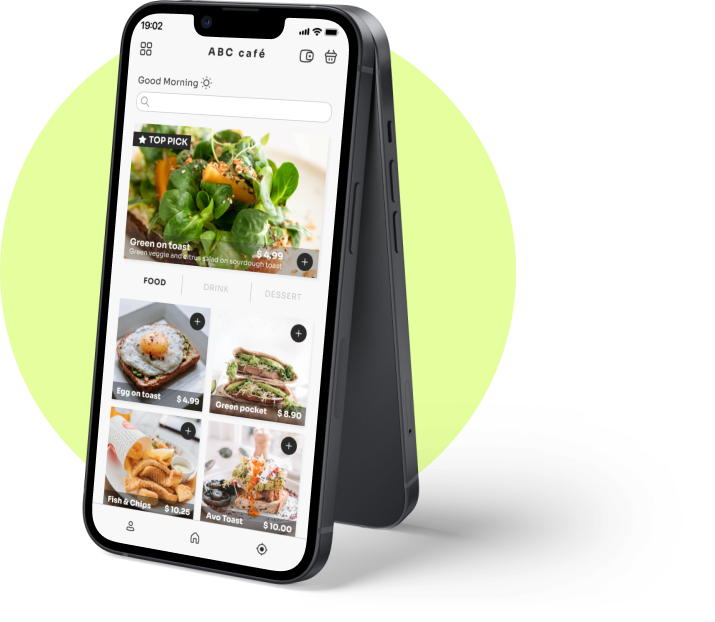 19:02
ABC café
Good Morning
TOP PICK
Green on toast $ 4,99
Green veggie and citrus salad on sourdough toast
FOOD DRINK DESSERT
Egg on toast $ 4.99
Green pocket $ 8.90
Fish & Chips $ 10.25
Avo Toast $ 10.00